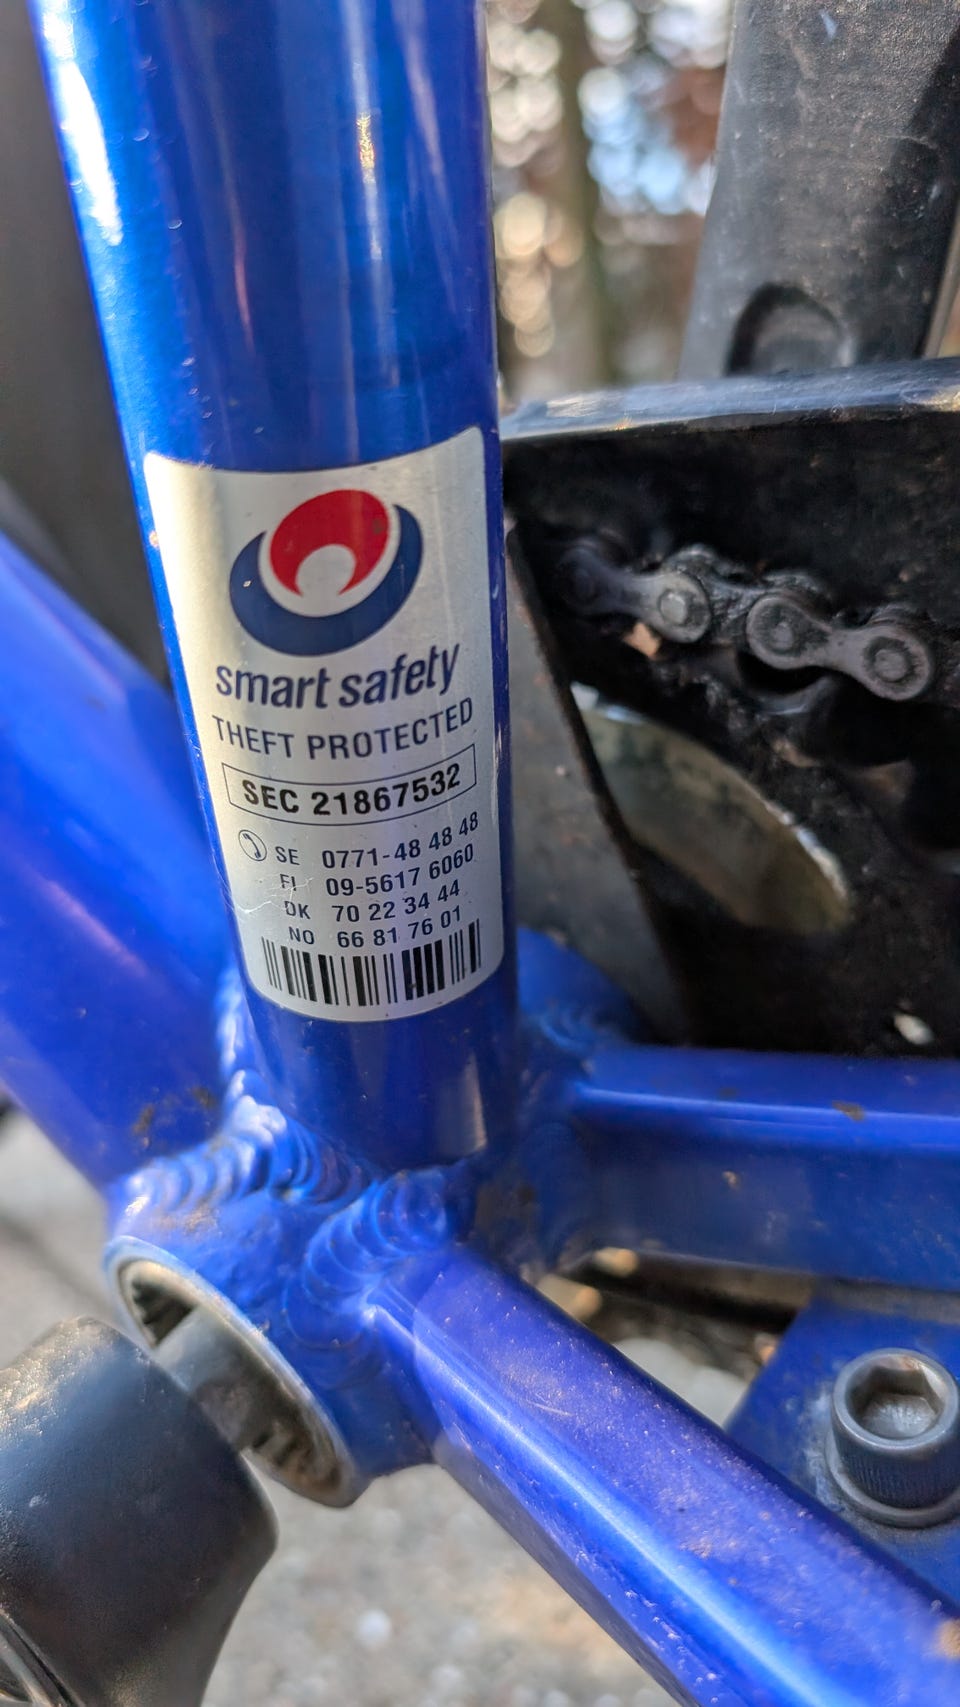 smart safety
THEFT PROTECTED
SEC 21867532
SE 0771-48 48 48
FI 09-5617 6060
DK 70 22 34 44
NO 66 81 76 01